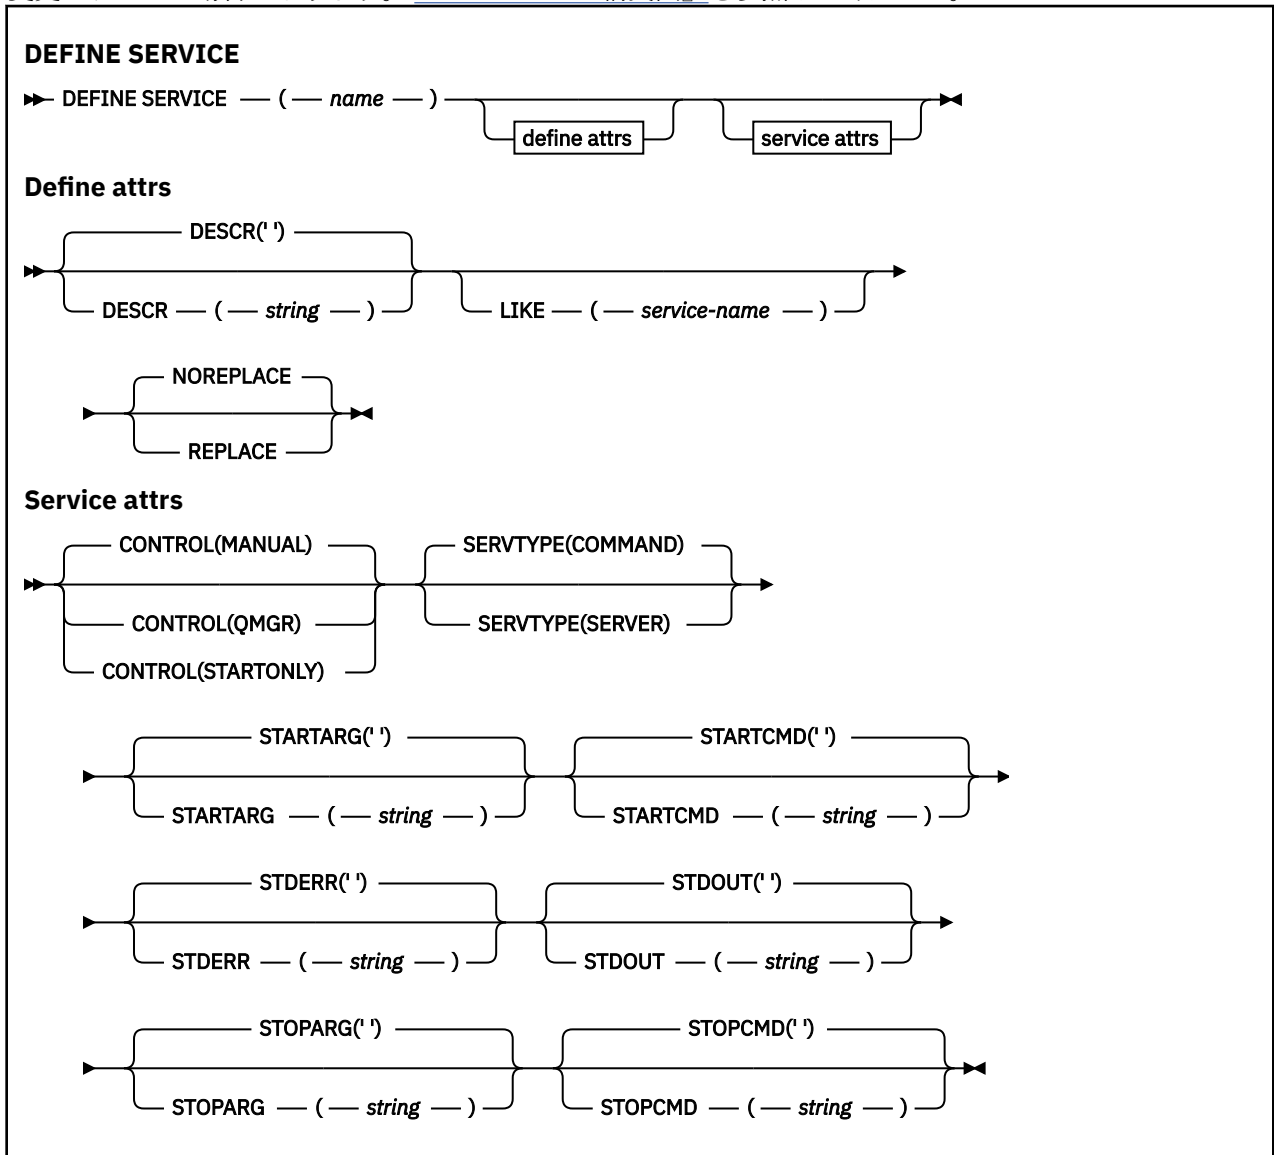 DEFINE SERVICE
DEFINE SERVICE ( name )
define attrs service attrs
Define attrs
DESCR(' ')
DESCR ( string ) LIKE ( service-name )
NOREPLACE
REPLACE
Service attrs
CONTROL(MANUAL) SERVTYPE(COMMAND)
CONTROL(QMGR) SERVTYPE(SERVER)
CONTROL(STARTONLY)
STARTARG(' ') STARTCMD(' ')
STARTARG ( string ) STARTCMD ( string )
STDERR(' ') STDOUT(' ')
STDERR ( string ) STDOUT ( string )
STOPARG(' ') STOPCMD(' ')
STOPARG ( string ) STOPCMD ( string )